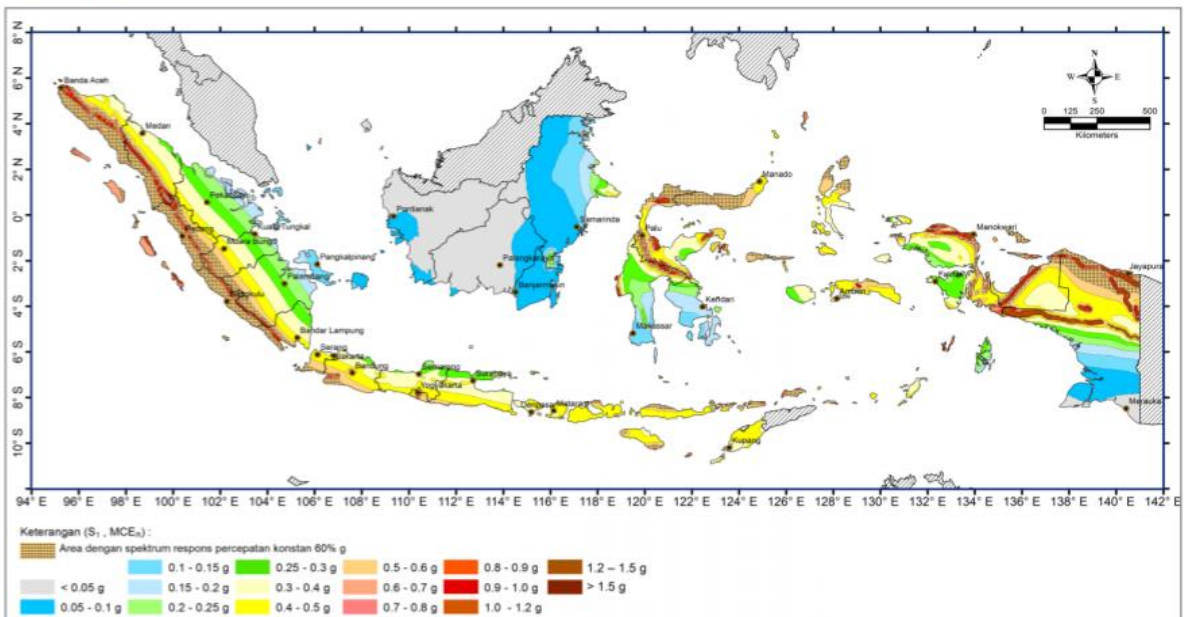 8° N
6° N
4° N
2° N
0°
2° S
4° S
6° S
8° S
10° S
N
W E
S
0 125 250 500
Kilometers
Banda Aceh
Medan
Pekanbaru
Kuala Tungkal
Padang
Muara Bungo
Pangkalpinang
Palembang
Bengkulu
Bandar Lampung
Serang
Jakarta
Bandung
Semarang
Surabaya
Yogyakarta
Denpasar
Mataram
Kupang
Pontianak
Samarinda
Palangkaraya
Banjarmasin
Manado
Palu
Kendari
Makassar
Ambon
Manokwari
Fakfak
Jayapura
Merauke
94° E 96° E 98° E 100° E 102° E 104° E 106° E 108° E 110° E 112° E 114° E 116° E 118° E 120° E 122° E 124° E 126° E 128° E 130° E 132° E 134° E 136° E 138° E 140° E 142° E
Keterangan (S₁ , MCEᵣ) :
Area dengan spektrum respons percepatan konstan 60% g
0.1 - 0.15 g 0.25 - 0.3 g 0.5 - 0.6 g 0.8 - 0.9 g 1.2 – 1.5 g
< 0.05 g 0.15 - 0.2 g 0.3 - 0.4 g 0.6 - 0.7 g 0.9 - 1.0 g > 1.5 g
0.05 - 0.1 g 0.2 - 0.25 g 0.4 - 0.5 g 0.7 - 0.8 g 1.0 - 1.2 g